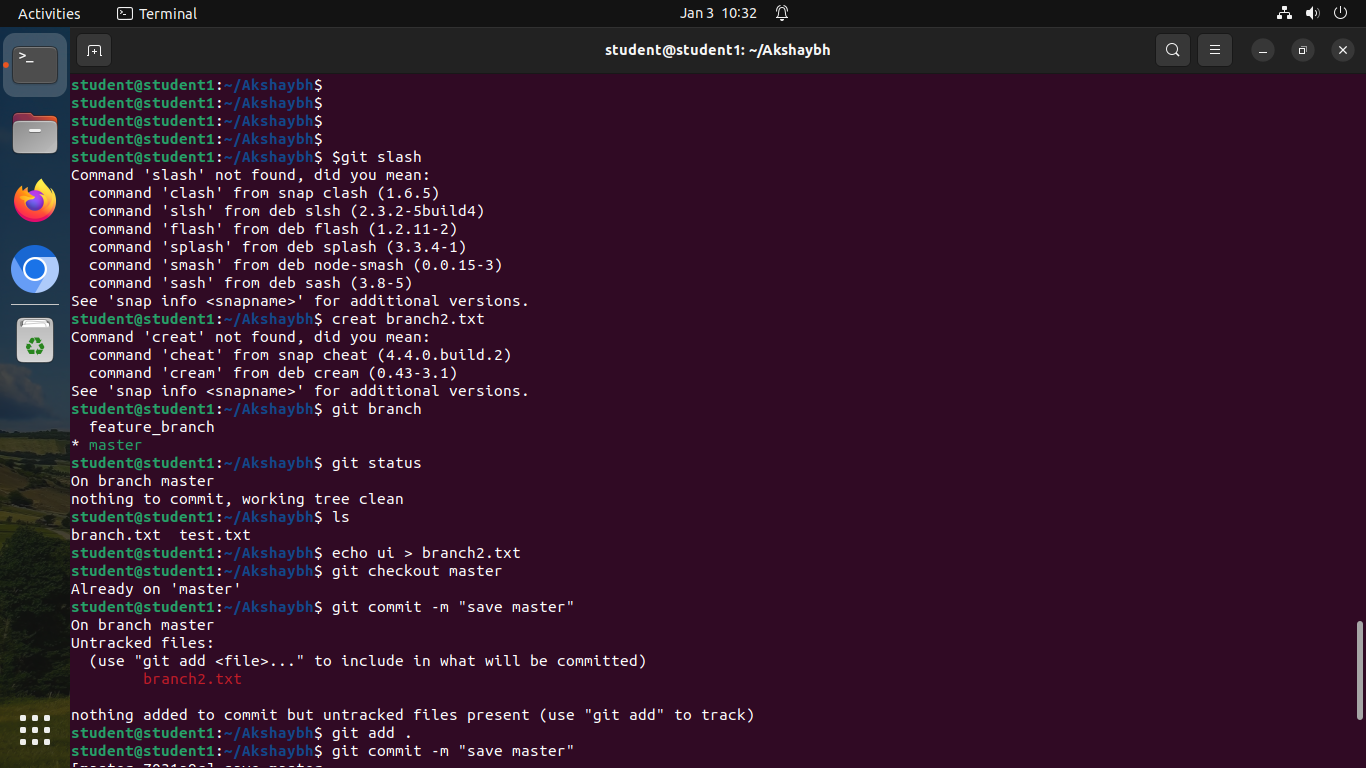 Activities
Terminal
Jan 3 10:32
student@student1: ~/Akshaybh
student@student1:~/Akshaybh$
student@student1:~/Akshaybh$
student@student1:~/Akshaybh$
student@student1:~/Akshaybh$
student@student1:~/Akshaybh$ $git slash
Command 'slash' not found, did you mean:
  command 'clash' from snap clash (1.6.5)
  command 'slsh' from deb slsh (2.3.2-5build4)
  command 'flash' from deb flash (1.2.11-2)
  command 'splash' from deb splash (3.3.4-1)
  command 'smash' from deb node-smash (0.0.15-3)
  command 'sash' from deb sash (3.8-5)
See 'snap info <snapname>' for additional versions.
student@student1:~/Akshaybh$ creat branch2.txt
Command 'creat' not found, did you mean:
  command 'cheat' from snap cheat (4.4.0.build.2)
  command 'cream' from deb cream (0.43-3.1)
See 'snap info <snapname>' for additional versions.
student@student1:~/Akshaybh$ git branch
  feature_branch
* master
student@student1:~/Akshaybh$ git status
On branch master
nothing to commit, working tree clean
student@student1:~/Akshaybh$ ls
branch.txt  test.txt
student@student1:~/Akshaybh$ echo ui > branch2.txt
student@student1:~/Akshaybh$ git checkout master
Already on 'master'
student@student1:~/Akshaybh$ git commit -m "save master"
On branch master
Untracked files:
  (use "git add <file>..." to include in what will be committed)
        branch2.txt
nothing added to commit but untracked files present (use "git add" to track)
student@student1:~/Akshaybh$ git add .
student@student1:~/Akshaybh$ git commit -m "save master"